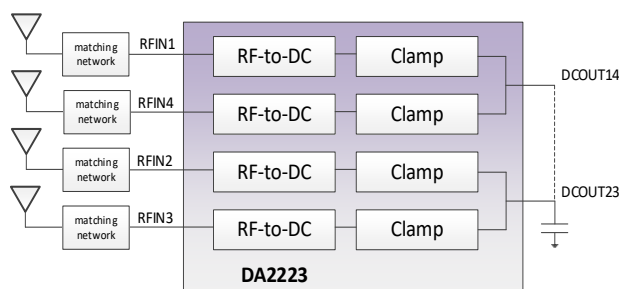 matching
network
RFIN1
RF-to-DC
Clamp
DCOUT14
matching
network
RFIN4
RF-to-DC
Clamp
matching
network
RFIN2
RF-to-DC
Clamp
DCOUT23
matching
network
RFIN3
RF-to-DC
Clamp
DA2223